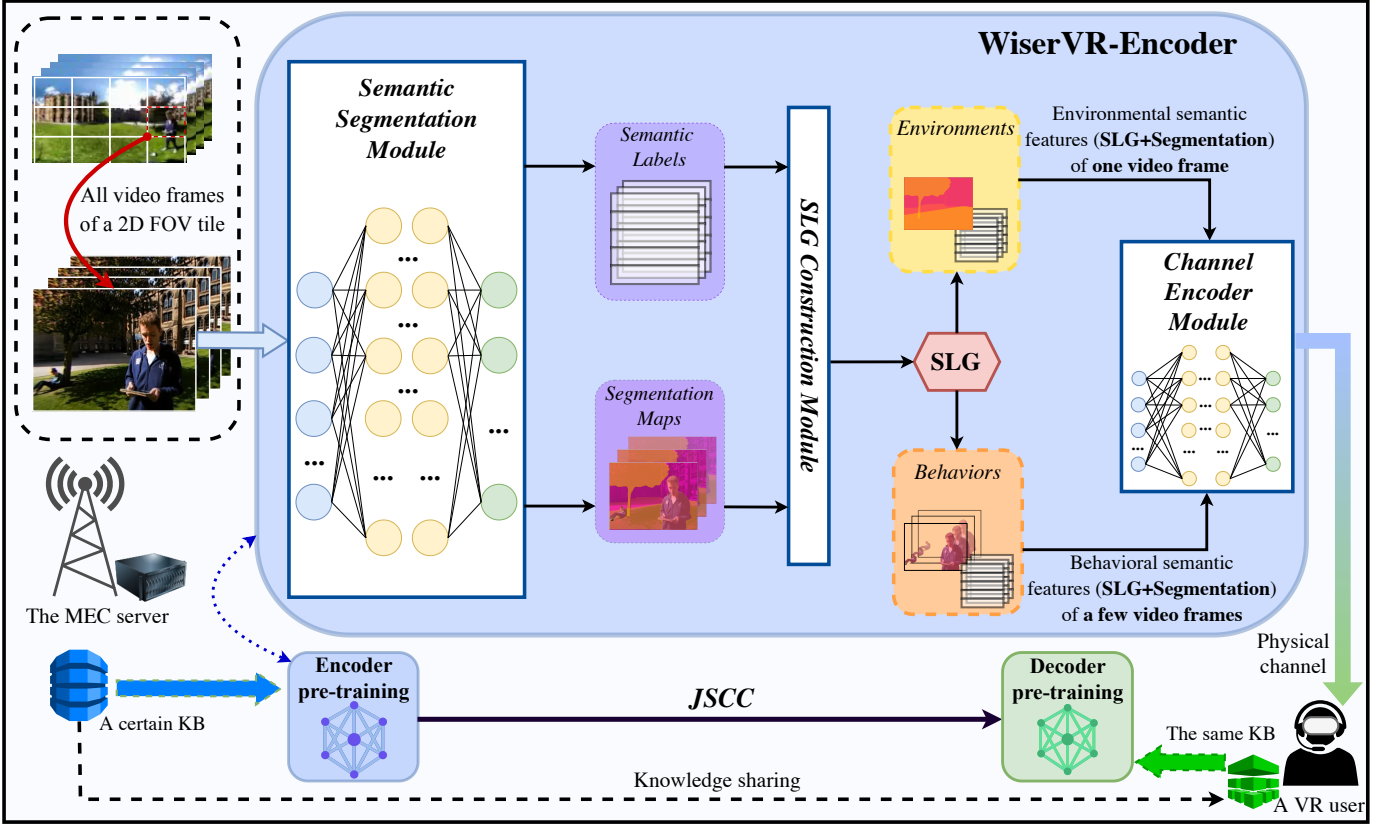 WiserVR-Encoder
All video frames
of a 2D FOV tile
Semantic
Segmentation
Module
...
...
...
...
...
...
...
Semantic
Labels
Segmentation
Maps
SLG Construction Module
SLG
Environments
Behaviors
Environmental semantic
features (SLG+Segmentation)
of one video frame
Channel
Encoder
Module
...
...
...
...
...
...
Behavioral semantic
features (SLG+Segmentation)
of a few video frames
The MEC server
A certain KB
Encoder
pre-training
JSCC
Decoder
pre-training
Physical
channel
The same KB
Knowledge sharing
A VR user